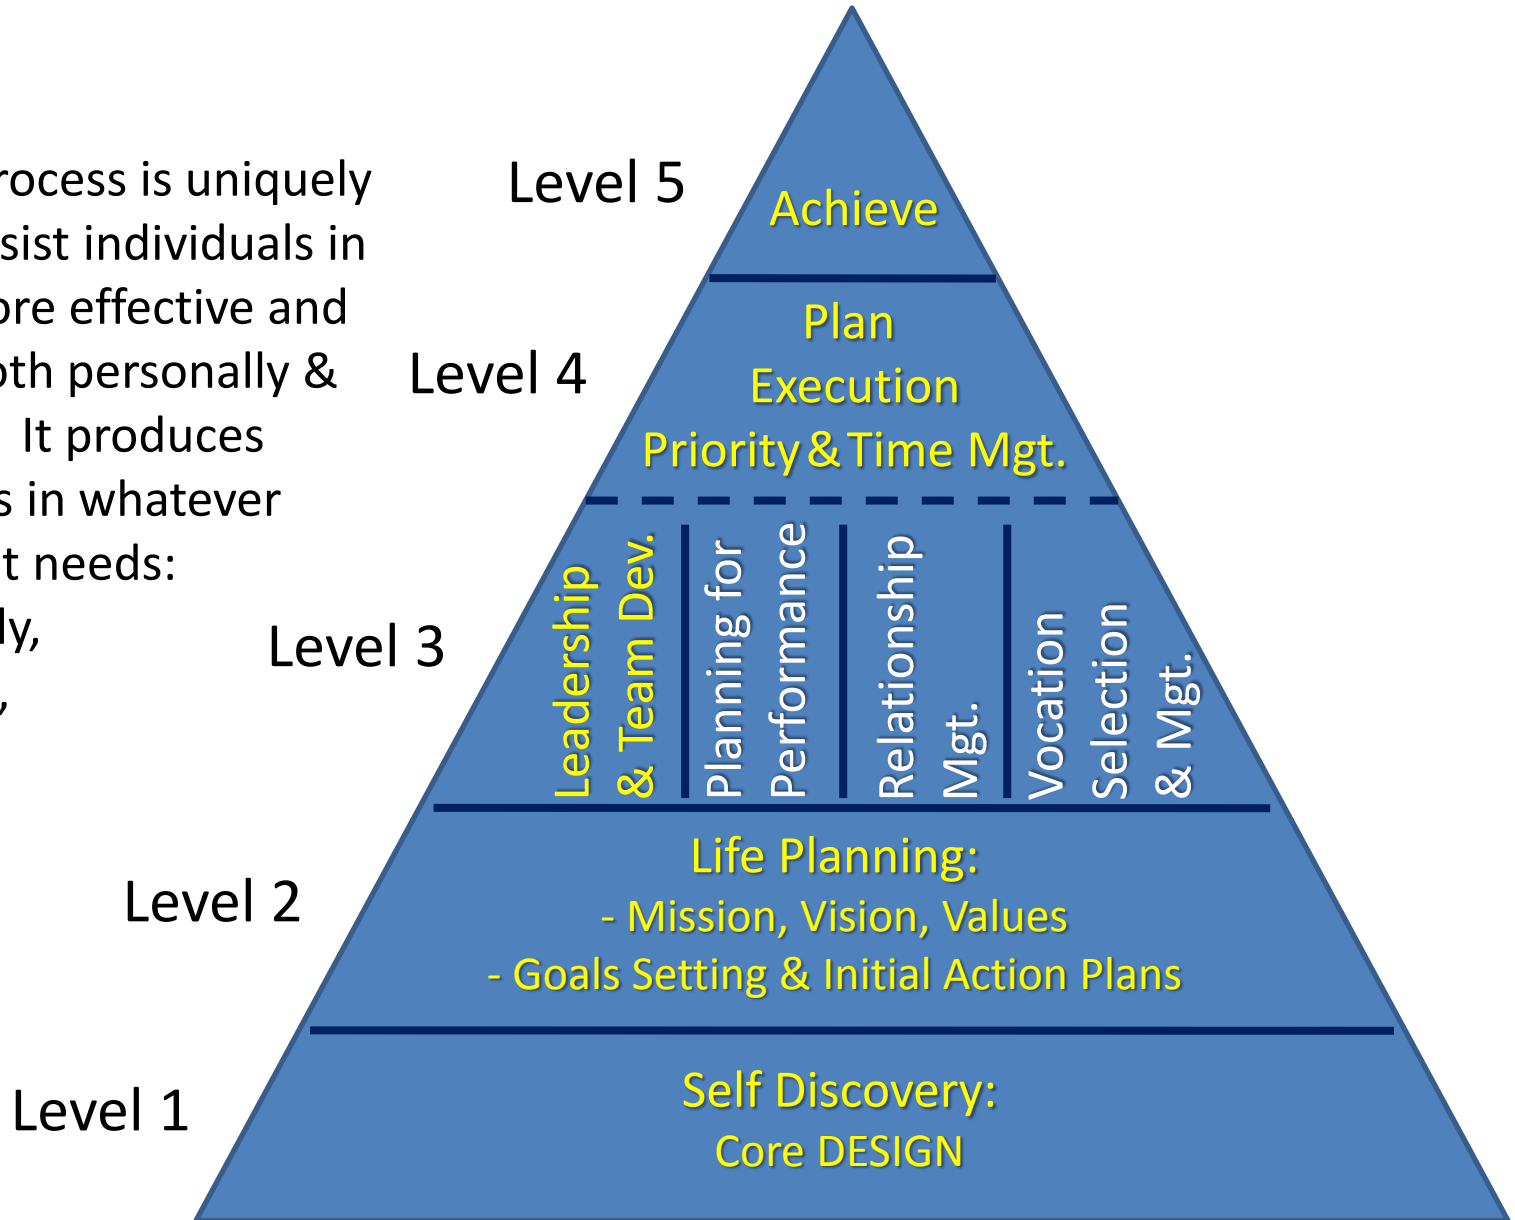 rocess is uniquely
sist individuals in
ore effective and
oth personally &
It produces
s in whatever
t needs:
ly,
,
Level 5
Achieve
Level 4
Plan
Execution
Priority & Time Mgt.
Level 3
Leadership
& Team Dev.
Planning for
Performance
Relationship
Mgt.
Vocation
Selection
& Mgt.
Level 2
Life Planning:
- Mission, Vision, Values
- Goals Setting & Initial Action Plans
Level 1
Self Discovery:
Core DESIGN